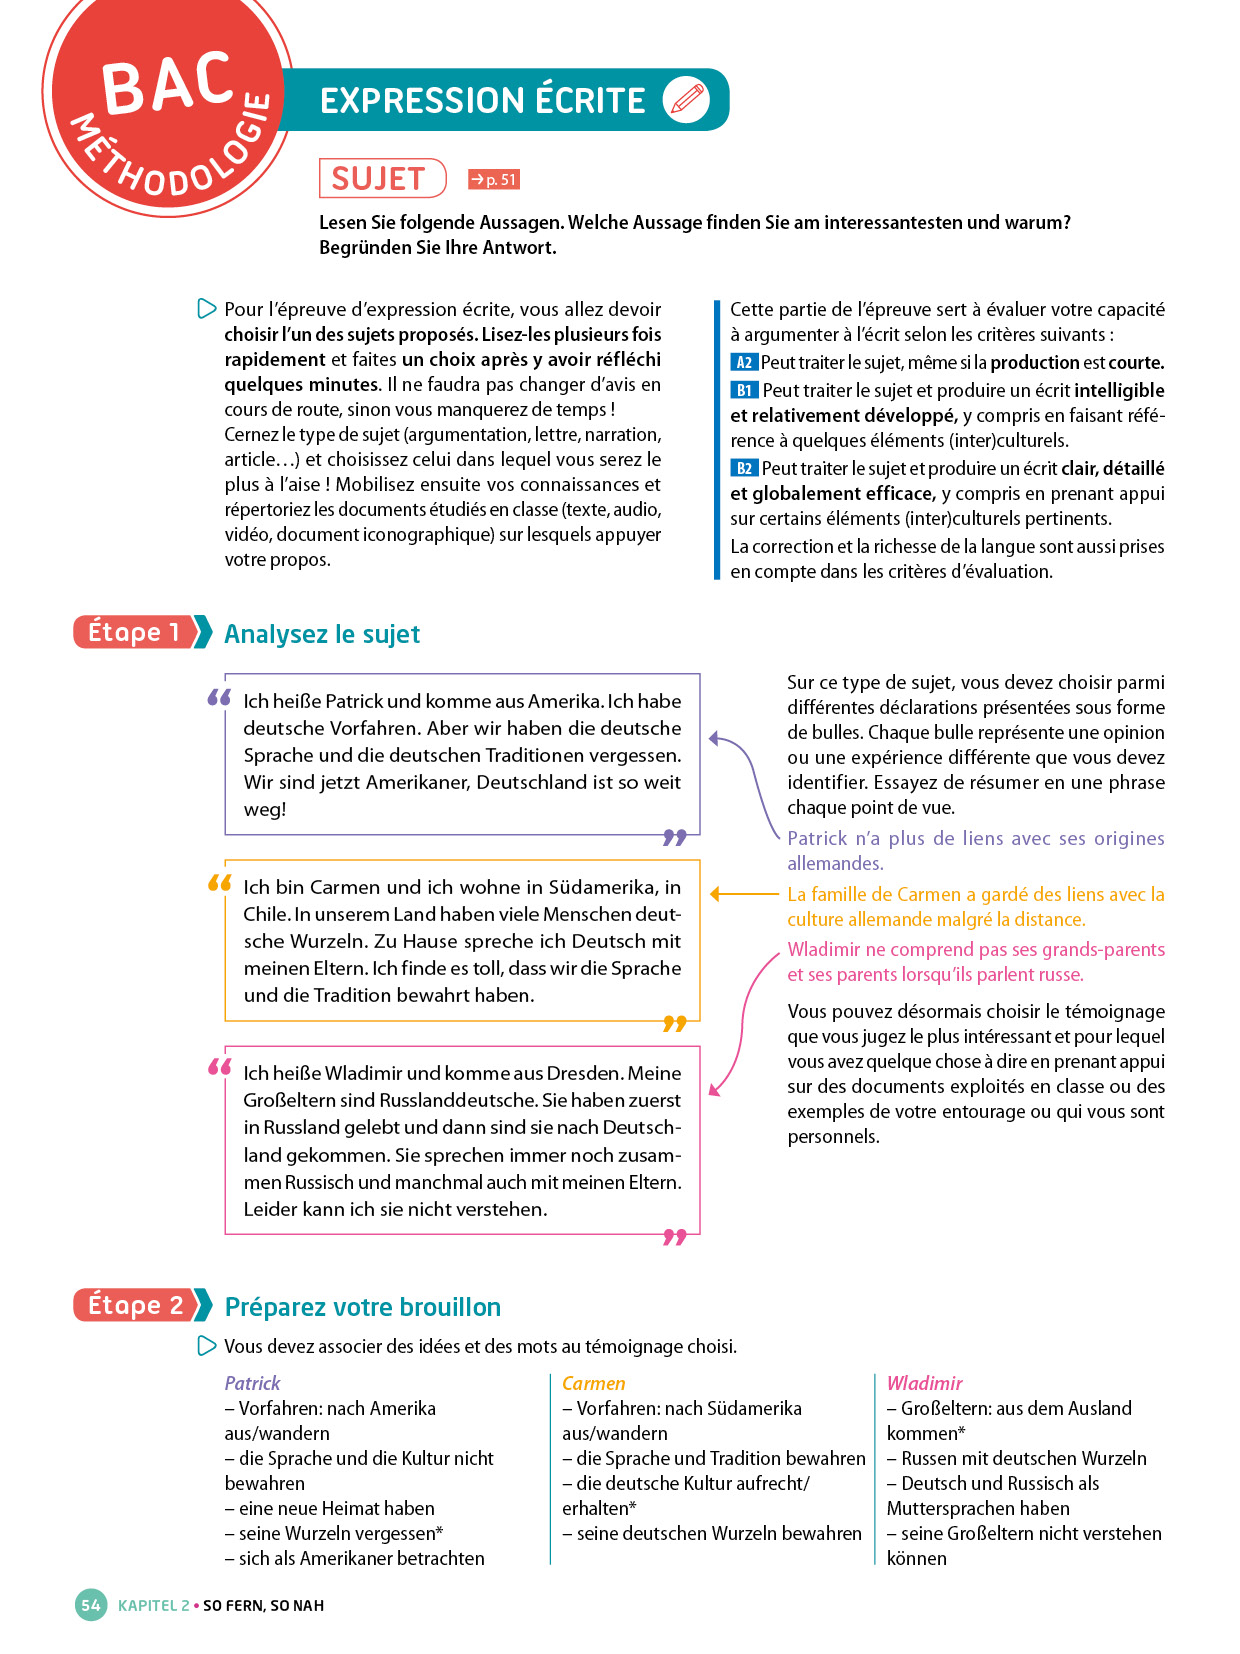 BAC
MÉTHODOLOGIE
EXPRESSION ÉCRITE
SUJET
→ p. 51
Lesen Sie folgende Aussagen. Welche Aussage finden Sie am interessantesten und warum?
Begründen Sie Ihre Antwort.
Pour l’épreuve d’expression écrite, vous allez devoir
choisir l’un des sujets proposés. Lisez-les plusieurs fois
rapidement et faites un choix après y avoir réfléchi
quelques minutes. Il ne faudra pas changer d’avis en
cours de route, sinon vous manquerez de temps !
Cernez le type de sujet (argumentation, lettre, narration,
article…) et choisissez celui dans lequel vous serez le
plus à l’aise ! Mobilisez ensuite vos connaissances et
répertoriez les documents étudiés en classe (texte, audio,
vidéo, document iconographique) sur lesquels appuyer
votre propos.
Cette partie de l’épreuve sert à évaluer votre capacité
à argumenter à l’écrit selon les critères suivants :
A2 Peut traiter le sujet, même si la production est courte.
B1 Peut traiter le sujet et produire un écrit intelligible
et relativement développé, y compris en faisant réfé-
rence à quelques éléments (inter)culturels.
B2 Peut traiter le sujet et produire un écrit clair, détaillé
et globalement efficace, y compris en prenant appui
sur certains éléments (inter)culturels pertinents.
La correction et la richesse de la langue sont aussi prises
en compte dans les critères d’évaluation.
Étape 1
Analysez le sujet
“ Ich heiße Patrick und komme aus Amerika. Ich habe
deutsche Vorfahren. Aber wir haben die deutsche
Sprache und die deutschen Traditionen vergessen.
Wir sind jetzt Amerikaner, Deutschland ist so weit
weg! ”
“ Ich bin Carmen und ich wohne in Südamerika, in
Chile. In unserem Land haben viele Menschen deut-
sche Wurzeln. Zu Hause spreche ich Deutsch mit
meinen Eltern. Ich finde es toll, dass wir die Sprache
und die Tradition bewahrt haben. ”
“ Ich heiße Wladimir und komme aus Dresden. Meine
Großeltern sind Russlanddeutsche. Sie haben zuerst
in Russland gelebt und dann sind sie nach Deutsch-
land gekommen. Sie sprechen immer noch zusam-
men Russisch und manchmal auch mit meinen Eltern.
Leider kann ich sie nicht verstehen. ”
Sur ce type de sujet, vous devez choisir parmi
différentes déclarations présentées sous forme
de bulles. Chaque bulle représente une opinion
ou une expérience différente que vous devez
identifier. Essayez de résumer en une phrase
chaque point de vue.
Patrick n’a plus de liens avec ses origines
allemandes.
La famille de Carmen a gardé des liens avec la
culture allemande malgré la distance.
Wladimir ne comprend pas ses grands-parents
et ses parents lorsqu’ils parlent russe.
Vous pouvez désormais choisir le témoignage
que vous jugez le plus intéressant et pour lequel
vous avez quelque chose à dire en prenant appui
sur des documents exploités en classe ou des
exemples de votre entourage ou qui vous sont
personnels.
Étape 2
Préparez votre brouillon
Vous devez associer des idées et des mots au témoignage choisi.
Patrick
– Vorfahren: nach Amerika
aus/wandern
– die Sprache und die Kultur nicht
bewahren
– eine neue Heimat haben
– seine Wurzeln vergessen*
– sich als Amerikaner betrachten
Carmen
– Vorfahren: nach Südamerika
aus/wandern
– die Sprache und Tradition bewahren
– die deutsche Kultur aufrecht/
erhalten*
– seine deutschen Wurzeln bewahren
Wladimir
– Großeltern: aus dem Ausland
kommen*
– Russen mit deutschen Wurzeln
– Deutsch und Russisch als
Muttersprachen haben
– seine Großeltern nicht verstehen
können
54 KAPITEL 2 • SO FERN, SO NAH